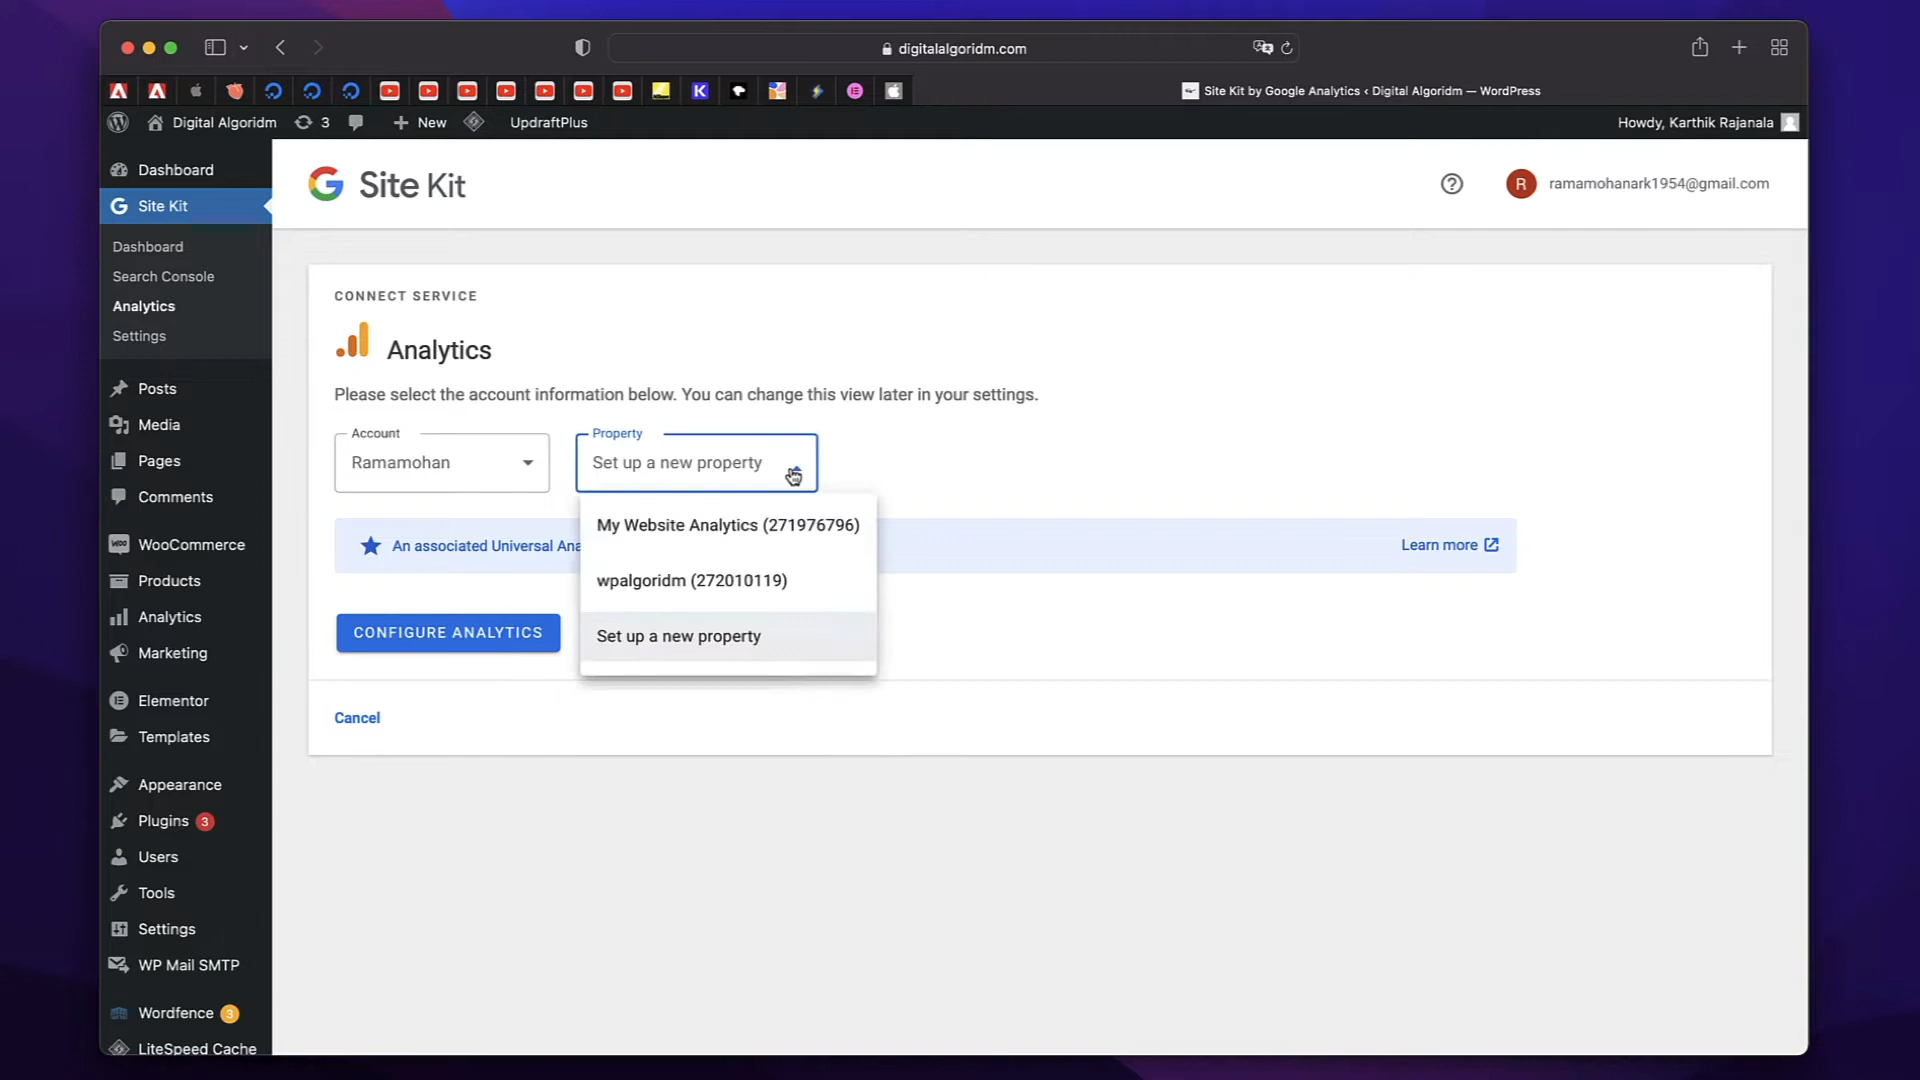 digitalalgoridm.com
Site Kit by Google Analytics ‹ Digital Algoridm — WordPress
Digital Algoridm
3
New
UpdraftPlus
Howdy, Karthik Rajanala
Dashboard
Site Kit
Dashboard
Search Console
Analytics
Settings
Posts
Media
Pages
Comments
WooCommerce
Products
Analytics
Marketing
Elementor
Templates
Appearance
Plugins 3
Users
Tools
Settings
WP Mail SMTP
Wordfence 3
LiteSpeed Cache
Site Kit
R
ramamohanark1954@gmail.com
CONNECT SERVICE
Analytics
Please select the account information below. You can change this view later in your settings.
Account
Ramamohan
Property
Set up a new property
My Website Analytics (271976796)
An associated Universal Ana
Learn more
wpalgoridm (272010119)
CONFIGURE ANALYTICS
Set up a new property
Cancel